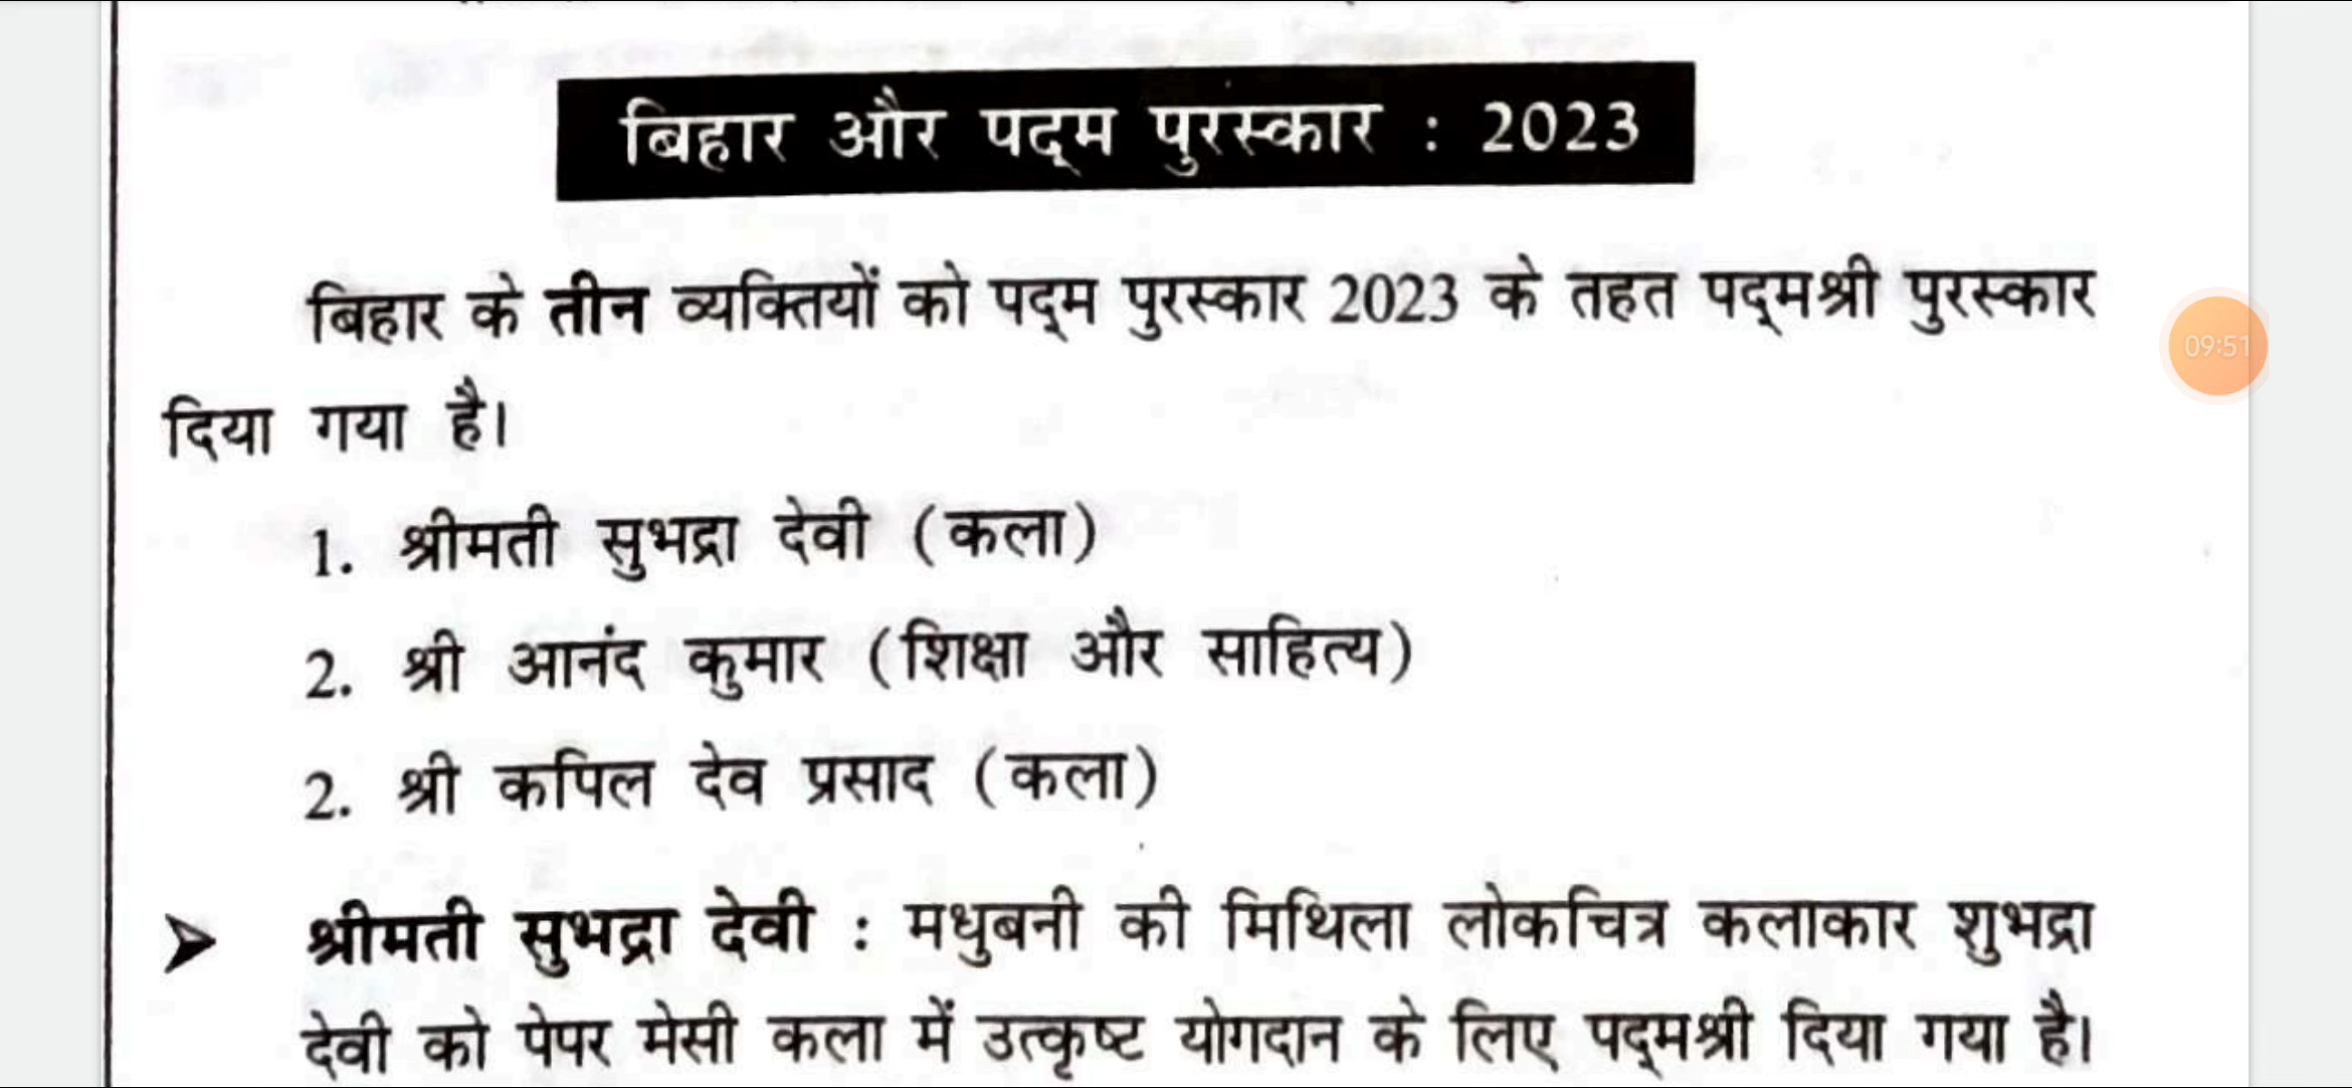 बिहार और पद्म पुरस्कार : 2023
बिहार के तीन व्यक्तियों को पद्म पुरस्कार 2023 के तहत पद्मश्री पुरस्कार
09:51
दिया गया है।
1. श्रीमती सुभद्रा देवी (कला)
2. श्री आनंद कुमार (शिक्षा और साहित्य)
2. श्री कपिल देव प्रसाद (कला)
➤ श्रीमती सुभद्रा देवी : मधुबनी की मिथिला लोकचित्र कलाकार शुभद्रा
देवी को पेपर मेसी कला में उत्कृष्ट योगदान के लिए पद्मश्री दिया गया है।